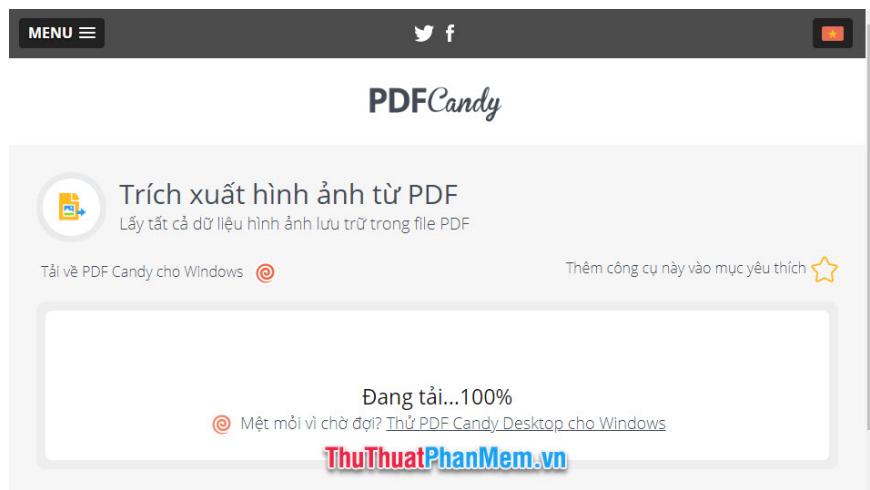 MENU
PDFCandy
Trích xuất hình ảnh từ PDF
Lấy tất cả dữ liệu hình ảnh lưu trữ trong file PDF
Tải về PDF Candy cho Windows
Thêm công cụ này vào mục yêu thích
Đang tải...100%
Mệt mỏi vì chờ đợi? Thử PDF Candy Desktop cho Windows
ThuThuatPhanMem.vn